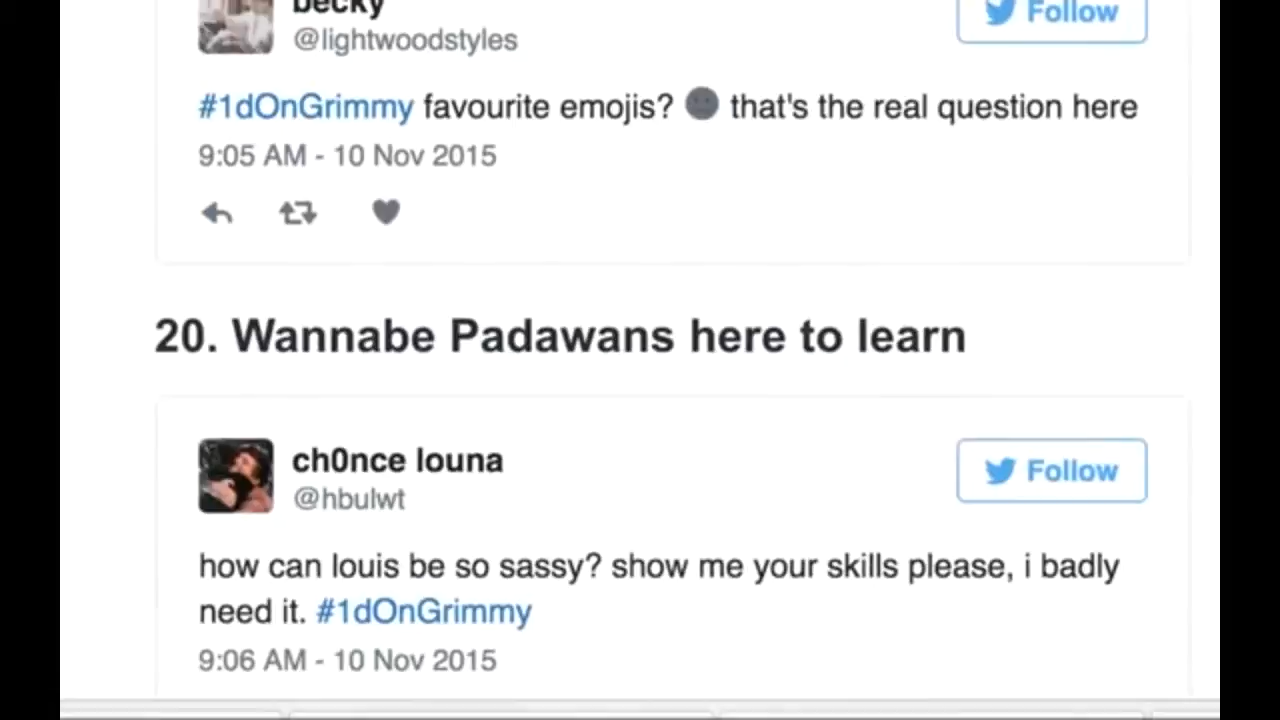 becky
Follow
@lightwoodstyles
#1dOnGrimmy favourite emojis? 🌚 that's the real question here
9:05 AM - 10 Nov 2015
20. Wannabe Padawans here to learn
ch0nce louna
Follow
@hbulwt
how can louis be so sassy? show me your skills please, i badly
need it. #1dOnGrimmy
9:06 AM - 10 Nov 2015